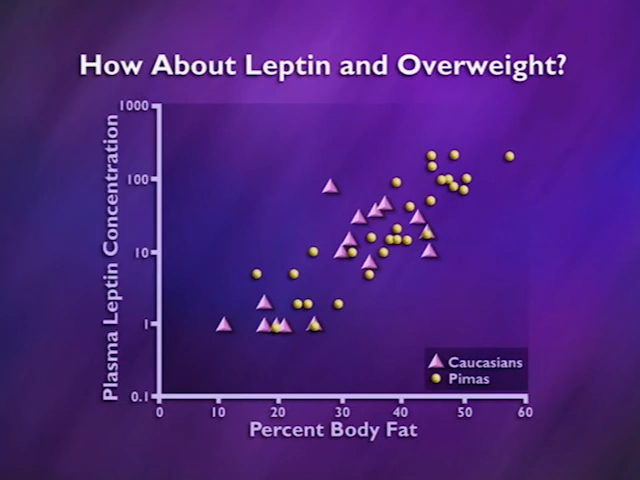 How About Leptin and Overweight?
Plasma Leptin Concentration
1000
100
10
1
0.1
0 10 20 30 40 50 60
Percent Body Fat
Caucasians
Pimas